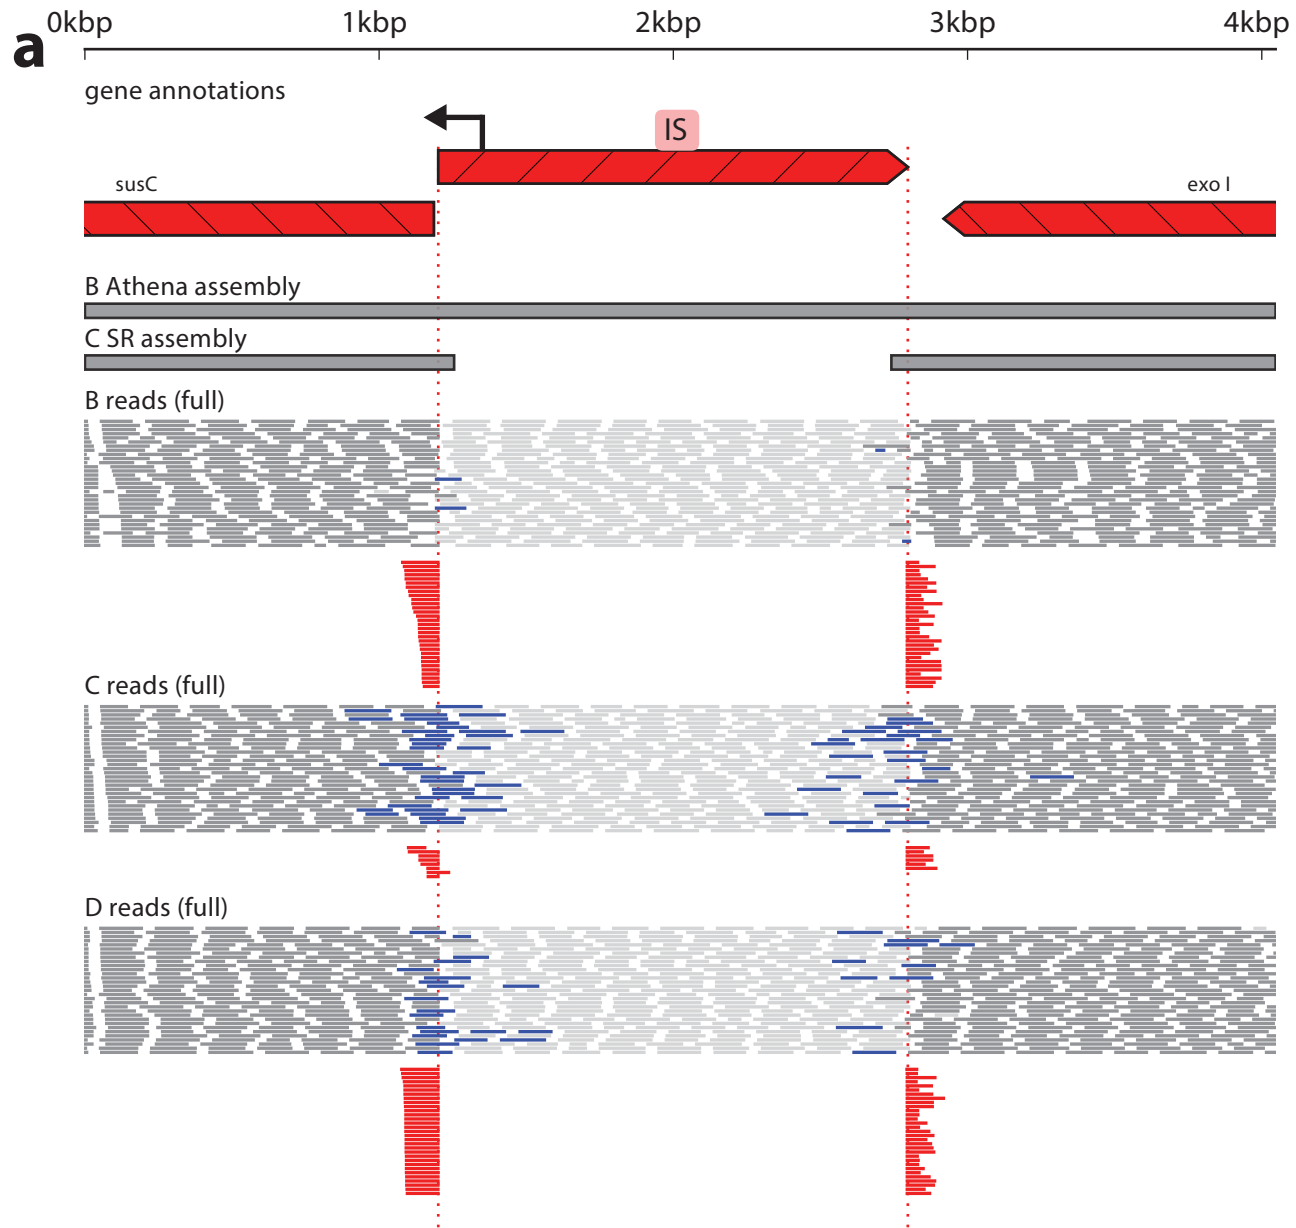 0kbp 1kbp 2kbp 3kbp 4kbp
a
gene annotations
IS
susC
exo I
B Athena assembly
C SR assembly
B reads (full)
C reads (full)
D reads (full)